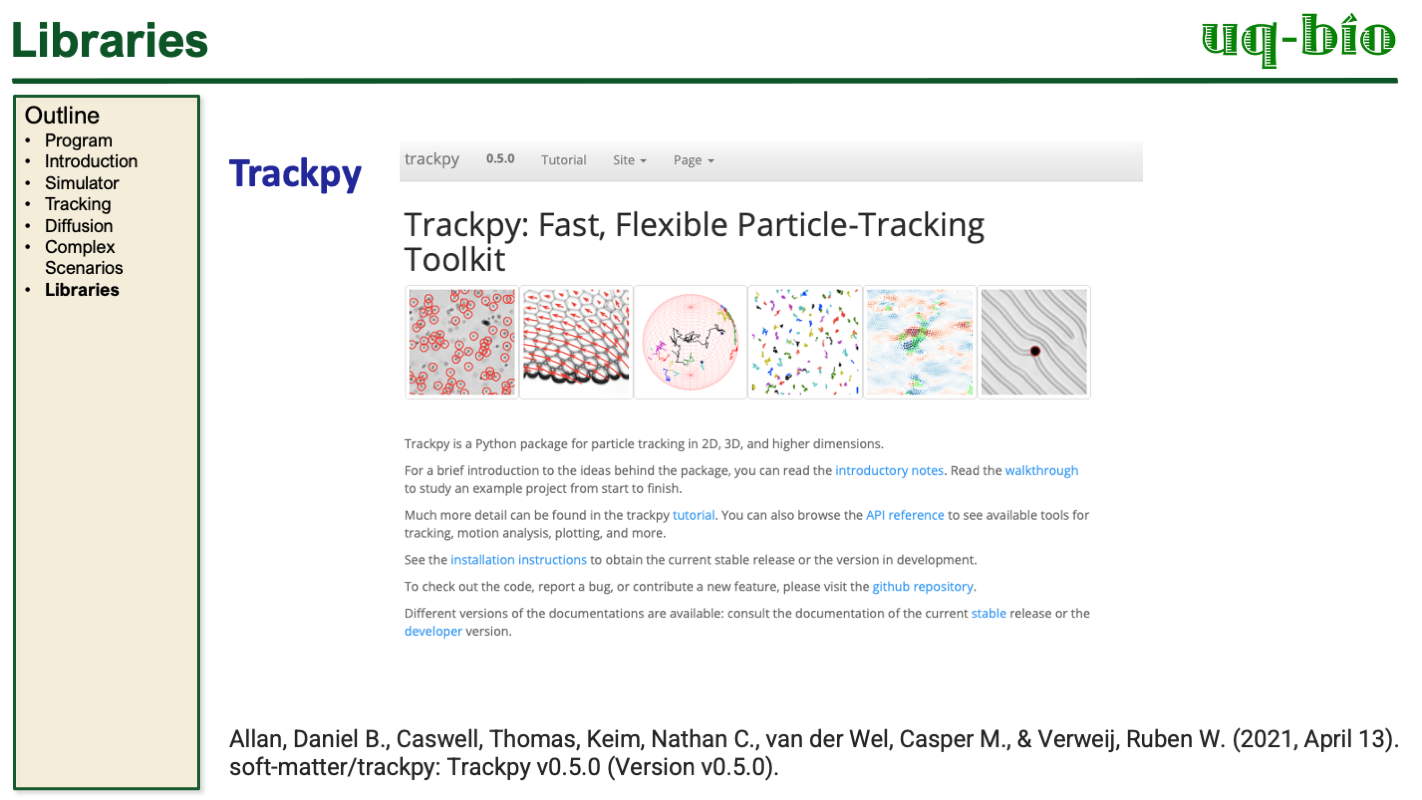 Libraries
uq-bio
Outline
• Program
• Introduction
• Simulator
• Tracking
• Diffusion
• Complex
Scenarios
• Libraries
Trackpy
trackpy 0.5.0 Tutorial Site Page
Trackpy: Fast, Flexible Particle-Tracking
Toolkit
Trackpy is a Python package for particle tracking in 2D, 3D, and higher dimensions.
For a brief introduction to the ideas behind the package, you can read the introductory notes. Read the walkthrough
to study an example project from start to finish.
Much more detail can be found in the trackpy tutorial. You can also browse the API reference to see available tools for
tracking, motion analysis, plotting, and more.
See the installation instructions to obtain the current stable release or the version in development.
To check out the code, report a bug, or contribute a new feature, please visit the github repository.
Different versions of the documentations are available: consult the documentation of the current stable release or the
developer version.
Allan, Daniel B., Caswell, Thomas, Keim, Nathan C., van der Wel, Casper M., & Verweij, Ruben W. (2021, April 13).
soft-matter/trackpy: Trackpy v0.5.0 (Version v0.5.0).